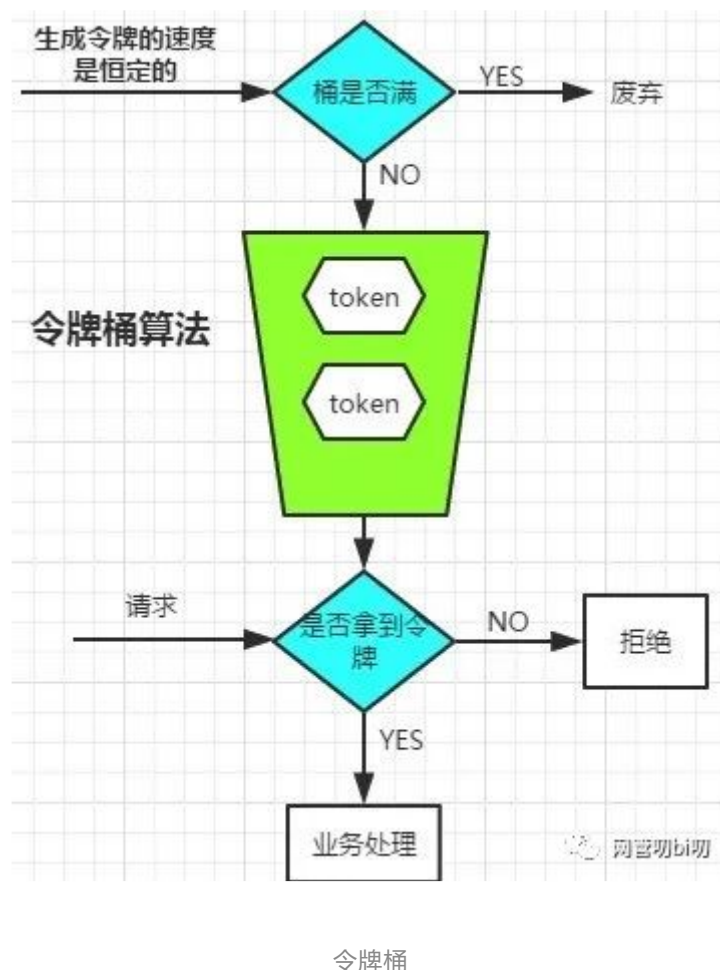 生成令牌的速度
是恒定的
桶是否满
YES
废弃
NO
token
令牌桶算法
token
请求
是否拿到令
牌
NO
拒绝
YES
业务处理
网营叨bi叨
令牌桶